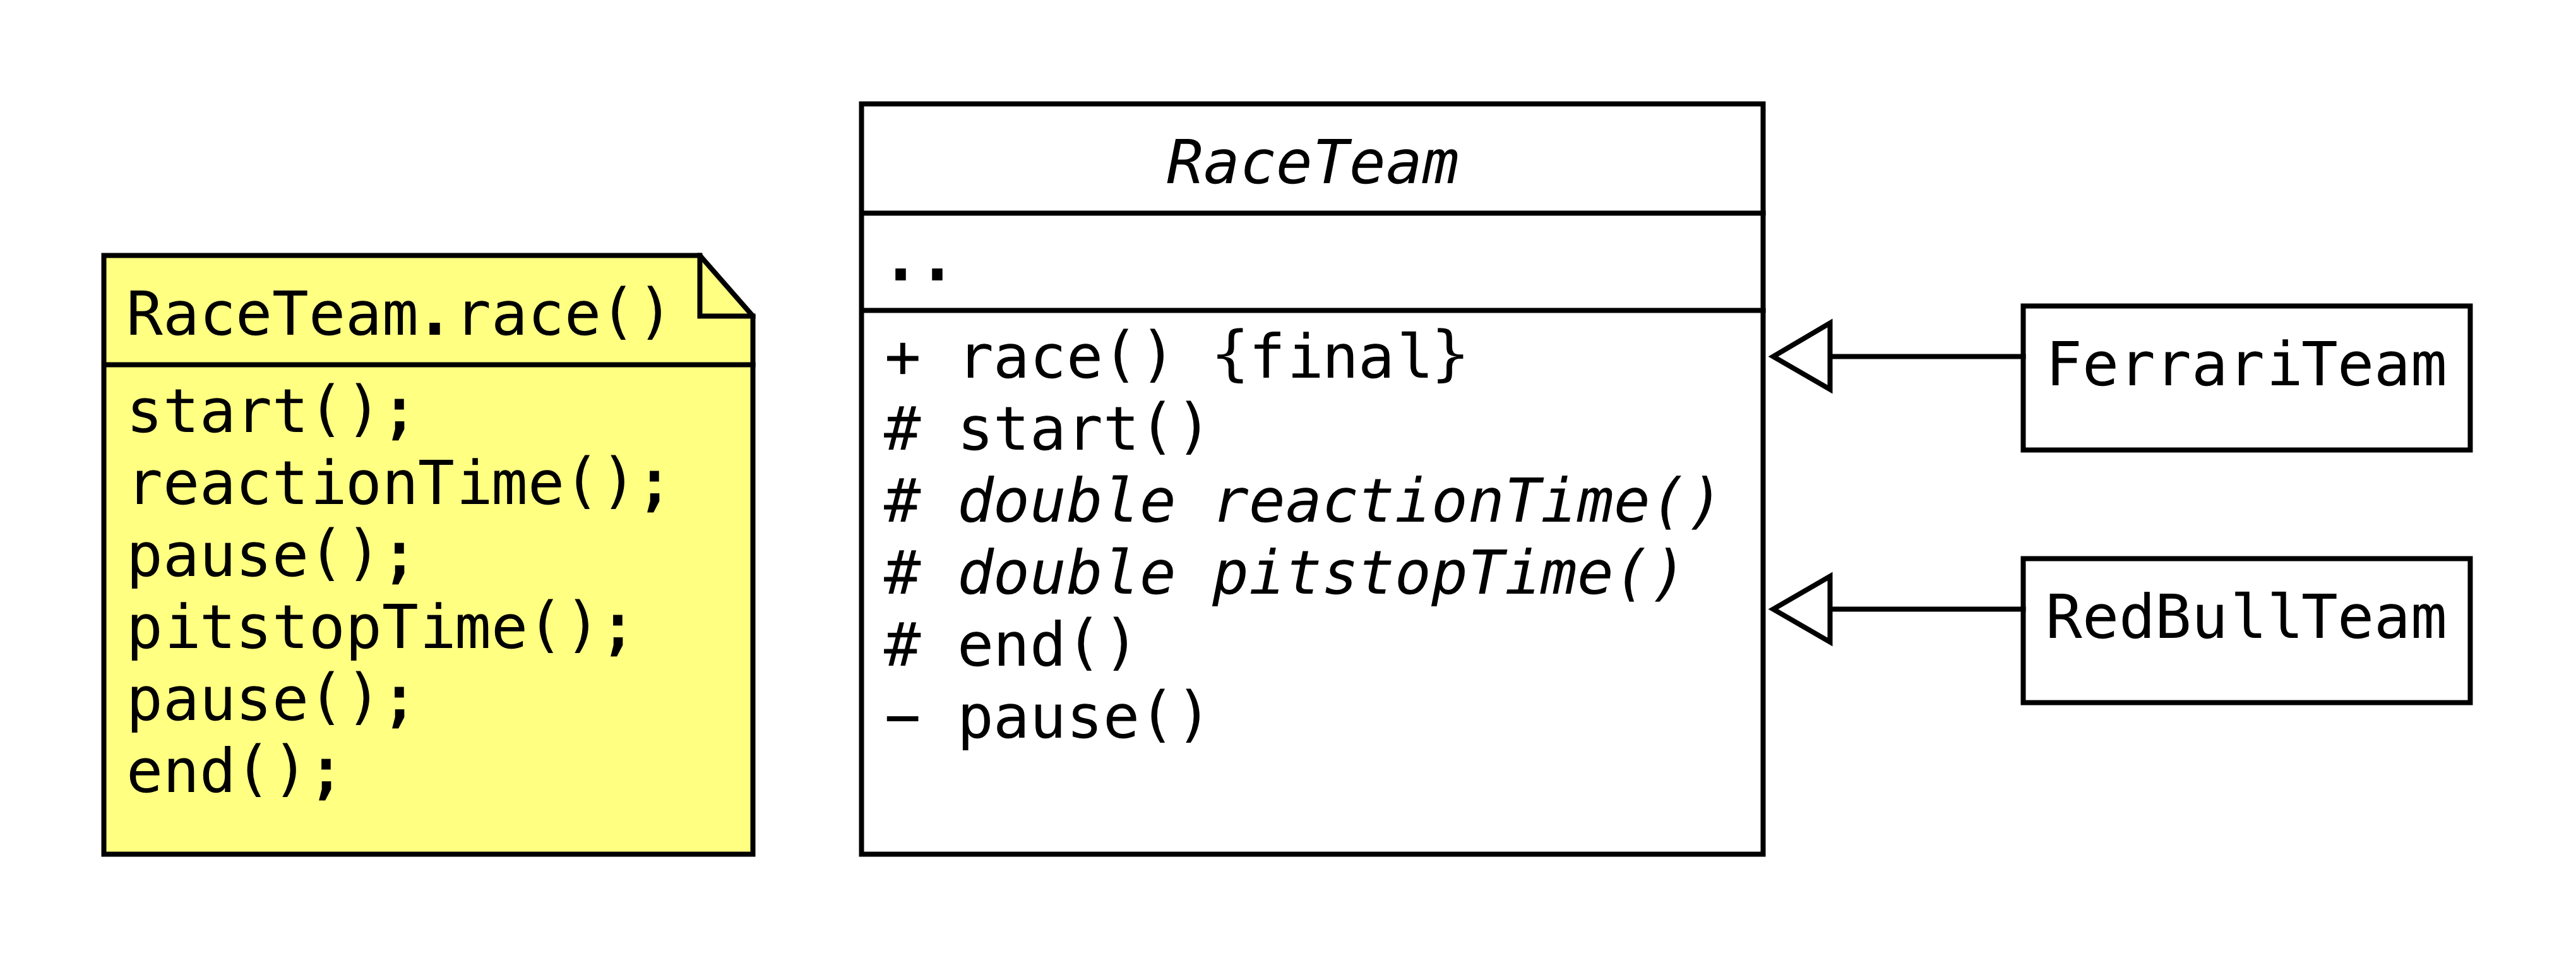 RaceTeam.race()
start();
reactionTime();
pause();
pitstopTime();
pause();
end();
RaceTeam
..
+ race() {final}
# start()
# double reactionTime()
# double pitstopTime()
# end()
− pause()
FerrariTeam
RedBullTeam